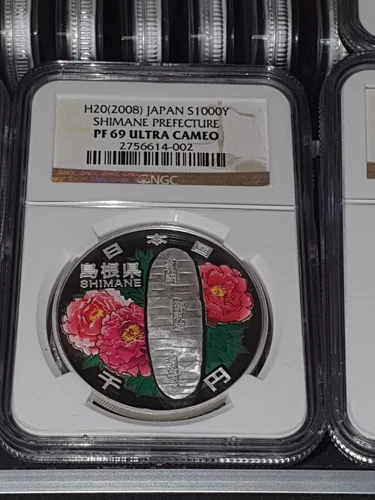 H20(2008) JAPAN S1000Y
SHIMANE PREFECTURE
PF 69 ULTRA CAMEO
2756614-002
NGC
日本国
島根県
SHIMANE
千円